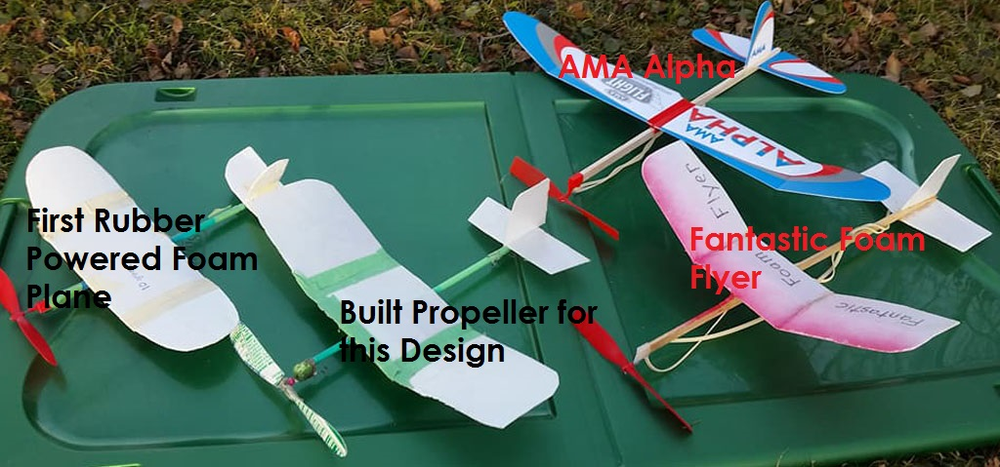 AMA Alpha
FLIGHT
AMA
ALPHA
First Rubber
Powered Foam
Plane
Flyer
Foam
Fantastic
Fantastic Foam
Flyer
Built Propeller for
this Design
AMA